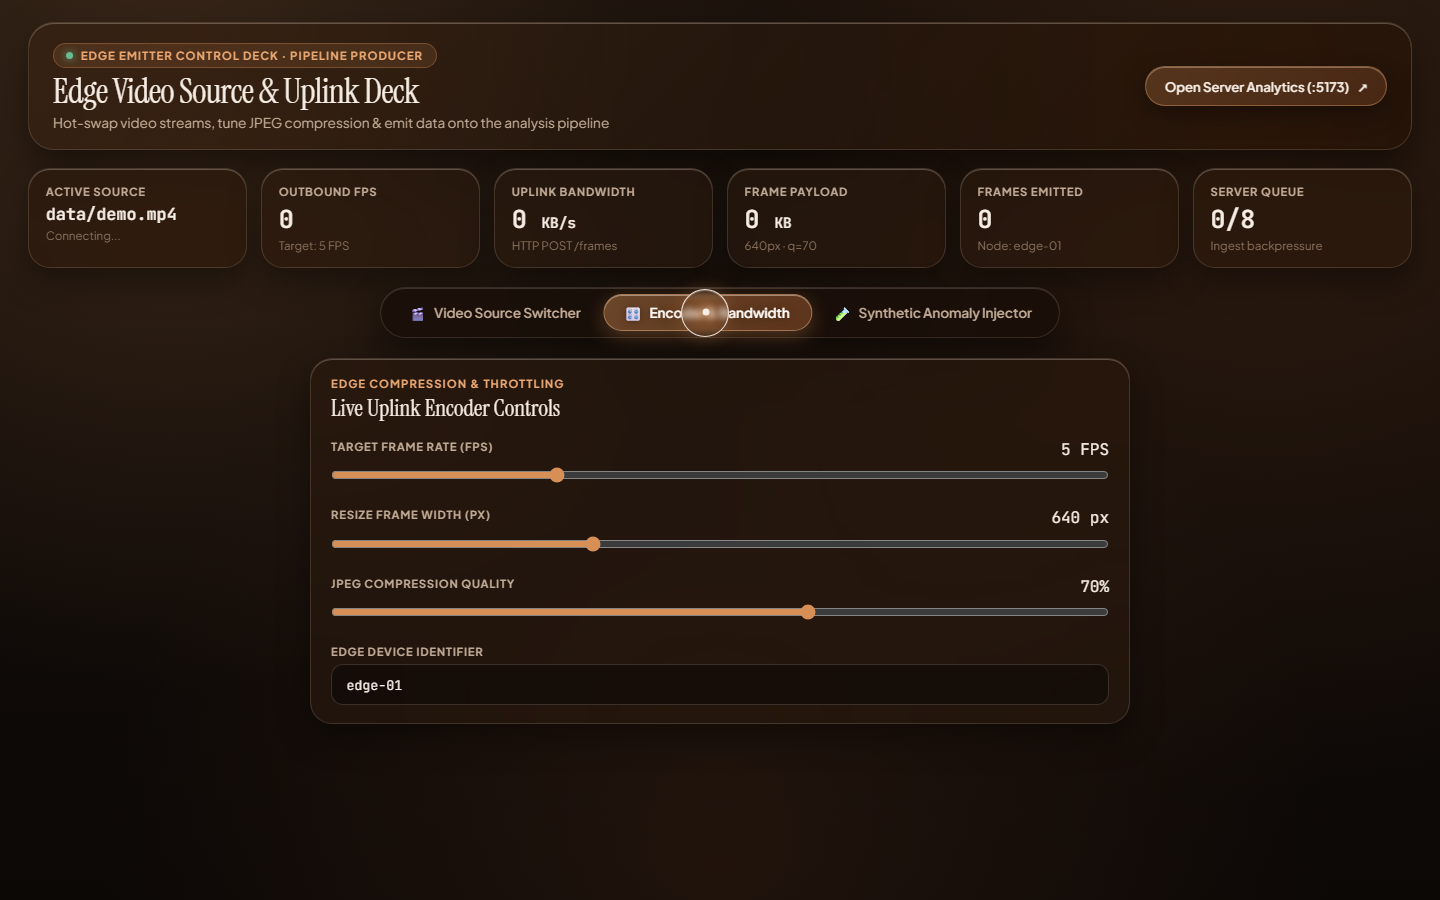 EDGE EMITTER CONTROL DECK · PIPELINE PRODUCER
Edge Video Source & Uplink Deck
Hot-swap video streams, tune JPEG compression & emit data onto the analysis pipeline
Open Server Analytics (:5173) ↗
ACTIVE SOURCE
data/demo.mp4
Connecting...
OUTBOUND FPS
0
Target: 5 FPS
UPLINK BANDWIDTH
0 KB/s
HTTP POST /frames
FRAME PAYLOAD
0 KB
640px · q=70
FRAMES EMITTED
0
Node: edge-01
SERVER QUEUE
0/8
Ingest backpressure
Video Source Switcher
Synthetic Anomaly Injector
EDGE COMPRESSION & THROTTLING
Live Uplink Encoder Controls
TARGET FRAME RATE (FPS)
5 FPS
RESIZE FRAME WIDTH (PX)
640 px
JPEG COMPRESSION QUALITY
70%
EDGE DEVICE IDENTIFIER
edge-01